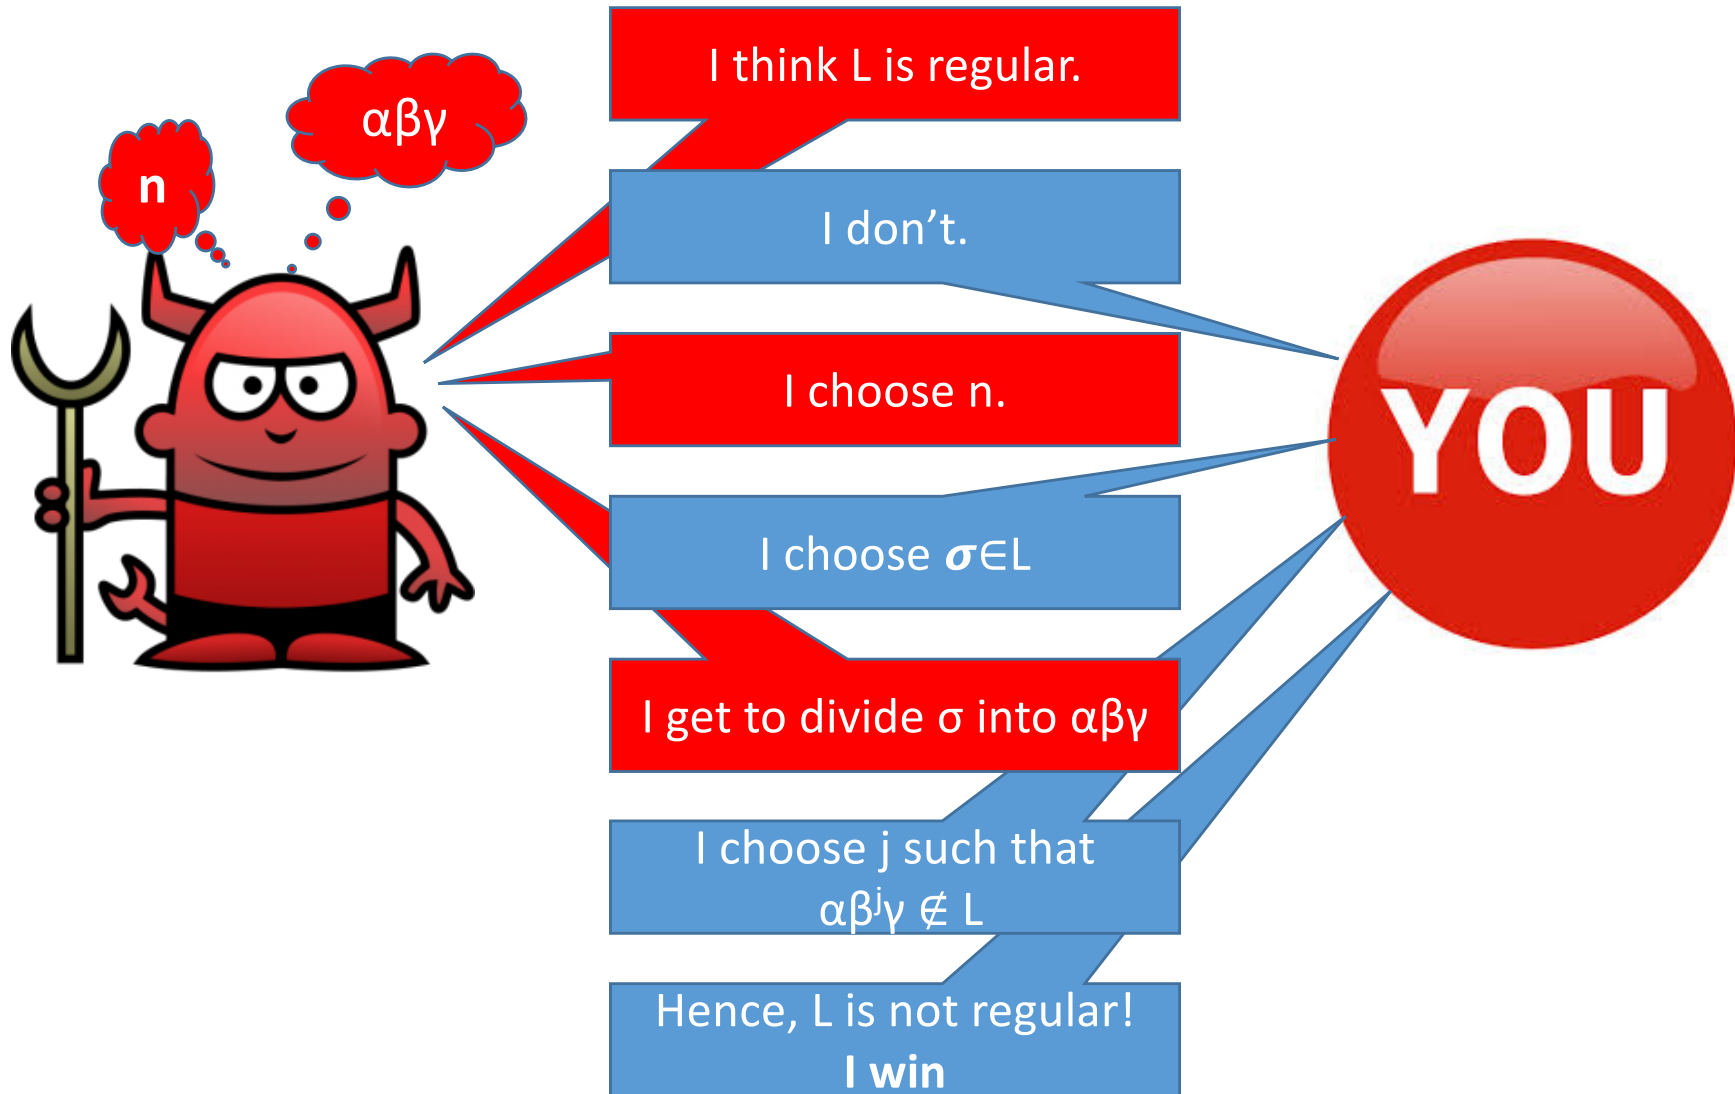 n
αβγ
I think L is regular.
I don’t.
I choose n.
I choose σ∈L
I get to divide σ into αβγ
I choose j such that
αβʲγ ∉ L
Hence, L is not regular!
I win
YOU